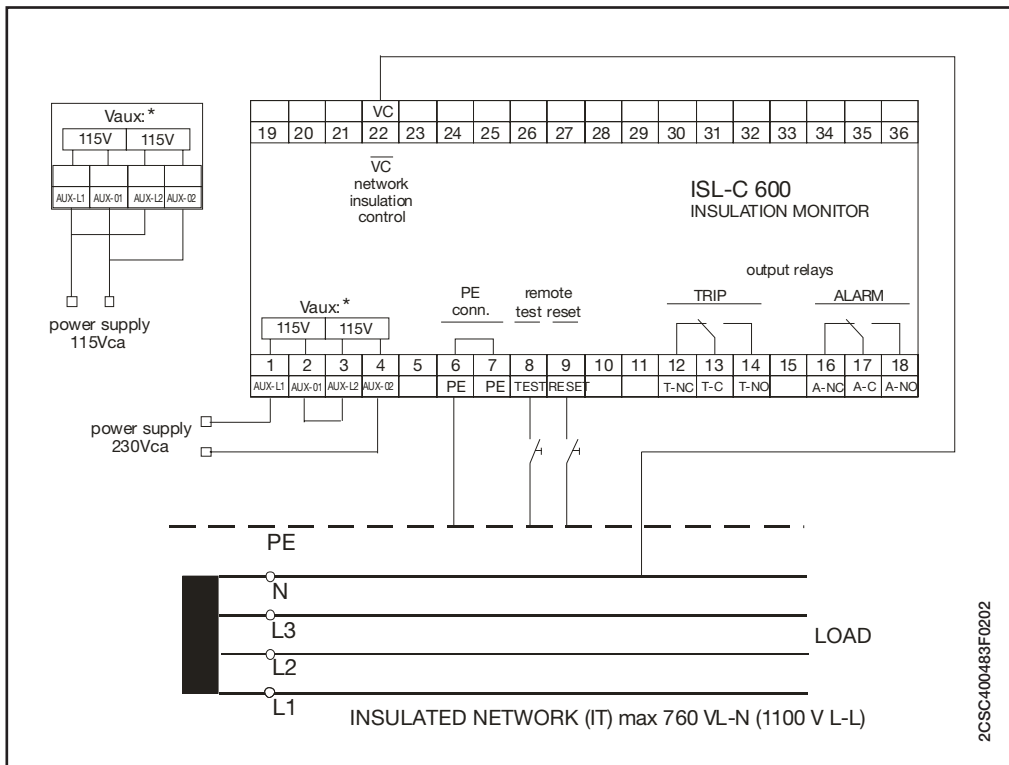 VC
19 20 21 22 23 24 25 26 27 28 29 30 31 32 33 34 35 36
Vaux: *
115V 115V
AUX-L1 AUX-01 AUX-L2 AUX-02
power supply
115Vca
VC
network
insulation
control
ISL-C 600
INSULATION MONITOR
output relays
Vaux: *
115V 115V
PE
conn.
remote
test reset
TRIP
ALARM
1 2 3 4 5 6 7 8 9 10 11 12 13 14 15 16 17 18
AUX-L1 AUX-01 AUX-L2 AUX-02 PE PE TEST RESET T-NC T-C T-NO A-NC A-C A-NO
power supply
230Vca
PE
N
L3
LOAD
L2
L1
INSULATED NETWORK (IT) max 760 VL-N (1100 V L-L)
2CSC400483F0202